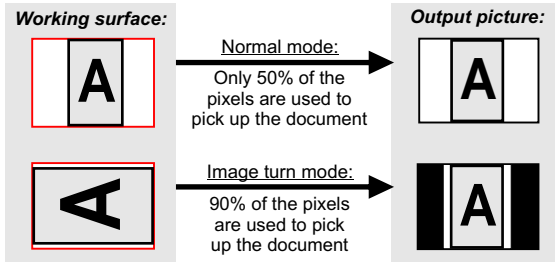 Working surface:
Output picture:
Normal mode:
Only 50% of the
pixels are used to
pick up the document
A
A
Image turn mode:
90% of the pixels
are used to pick
up the document
A
A